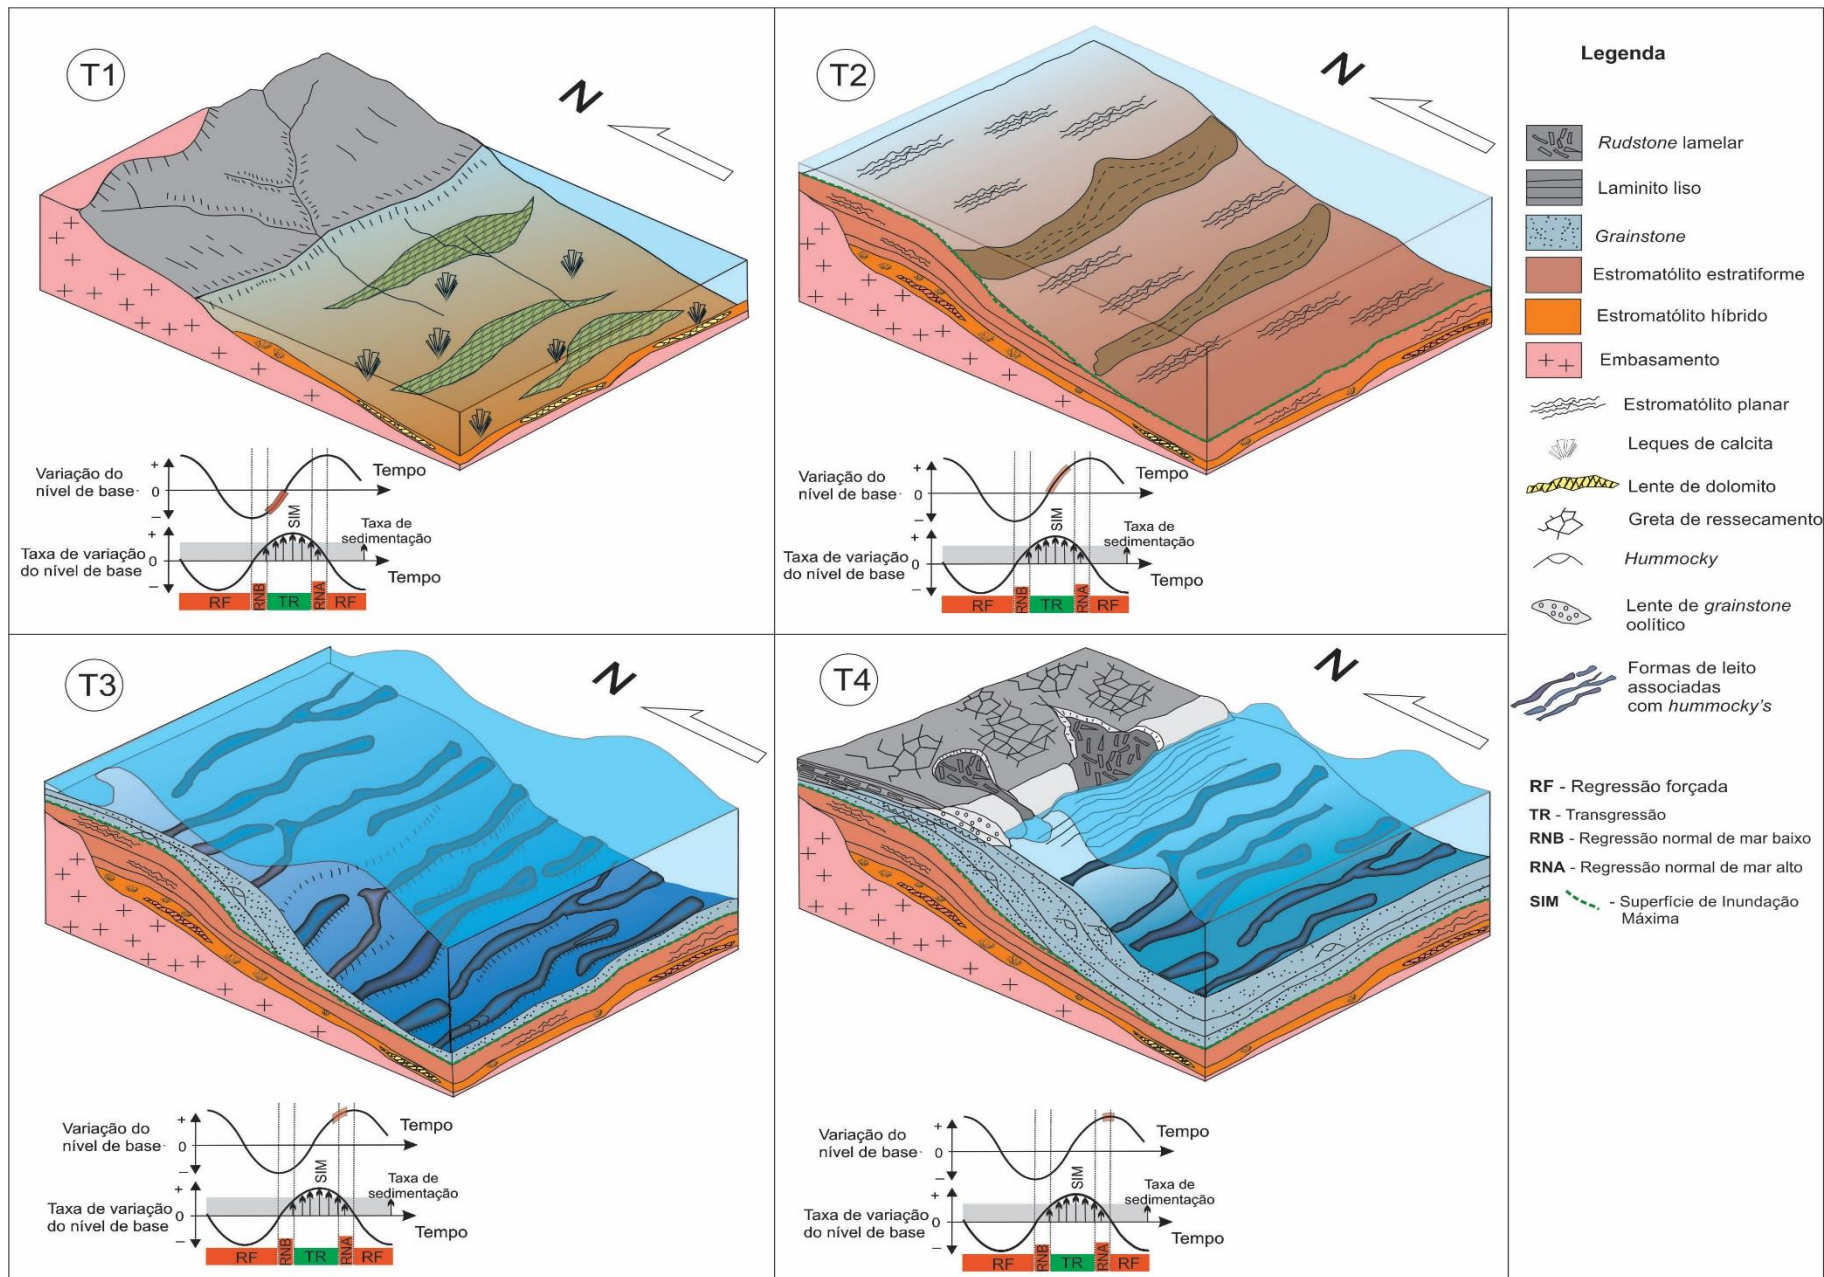 T1
N
Variação do
nível de base
+
0
–
Tempo
SIM
Taxa de
sedimentação
Taxa de variação
do nível de base
+
0
–
Tempo
RF
RNB
TR
RNA
RF
T2
N
Variação do
nível de base
+
0
–
Tempo
SIM
Taxa de
sedimentação
Taxa de variação
do nível de base
+
0
–
Tempo
RF
RNB
TR
RNA
RF
T3
N
Variação do
nível de base
+
0
–
Tempo
SIM
Taxa de
sedimentação
Taxa de variação
do nível de base
+
0
–
Tempo
RF
RNB
TR
RNA
RF
T4
N
Variação do
nível de base
+
0
–
Tempo
SIM
Taxa de
sedimentação
Taxa de variação
do nível de base
+
0
–
Tempo
RF
RNB
TR
RNA
RF
Legenda
Rudstone lamelar
Laminito liso
Grainstone
Estromatólito estratiforme
Estromatólito híbrido
Embasamento
Estromatólito planar
Leques de calcita
Lente de dolomito
Greta de ressecamento
Hummocky
Lente de grainstone
oolítico
Formas de leito
associadas
com hummocky's
RF - Regressão forçada
TR - Transgressão
RNB - Regressão normal de mar baixo
RNA - Regressão normal de mar alto
SIM - Superfície de Inundação
Máxima